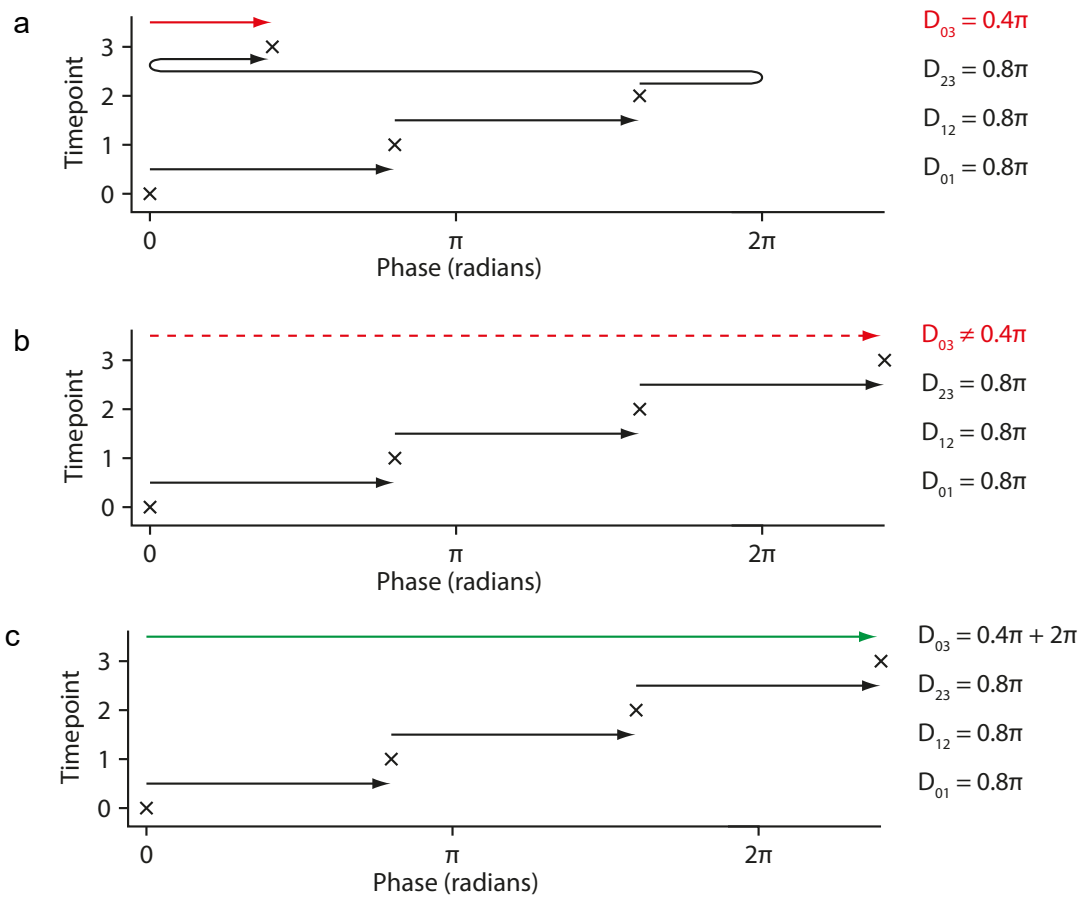 a
Timepoint
3
2
1
0
0 π 2π
Phase (radians)
D₀₃ = 0.4π
D₂₃ = 0.8π
D₁₂ = 0.8π
D₀₁ = 0.8π
b
Timepoint
3
2
1
0
0 π 2π
Phase (radians)
D₀₃ ≠ 0.4π
D₂₃ = 0.8π
D₁₂ = 0.8π
D₀₁ = 0.8π
c
Timepoint
3
2
1
0
0 π 2π
Phase (radians)
D₀₃ = 0.4π + 2π
D₂₃ = 0.8π
D₁₂ = 0.8π
D₀₁ = 0.8π